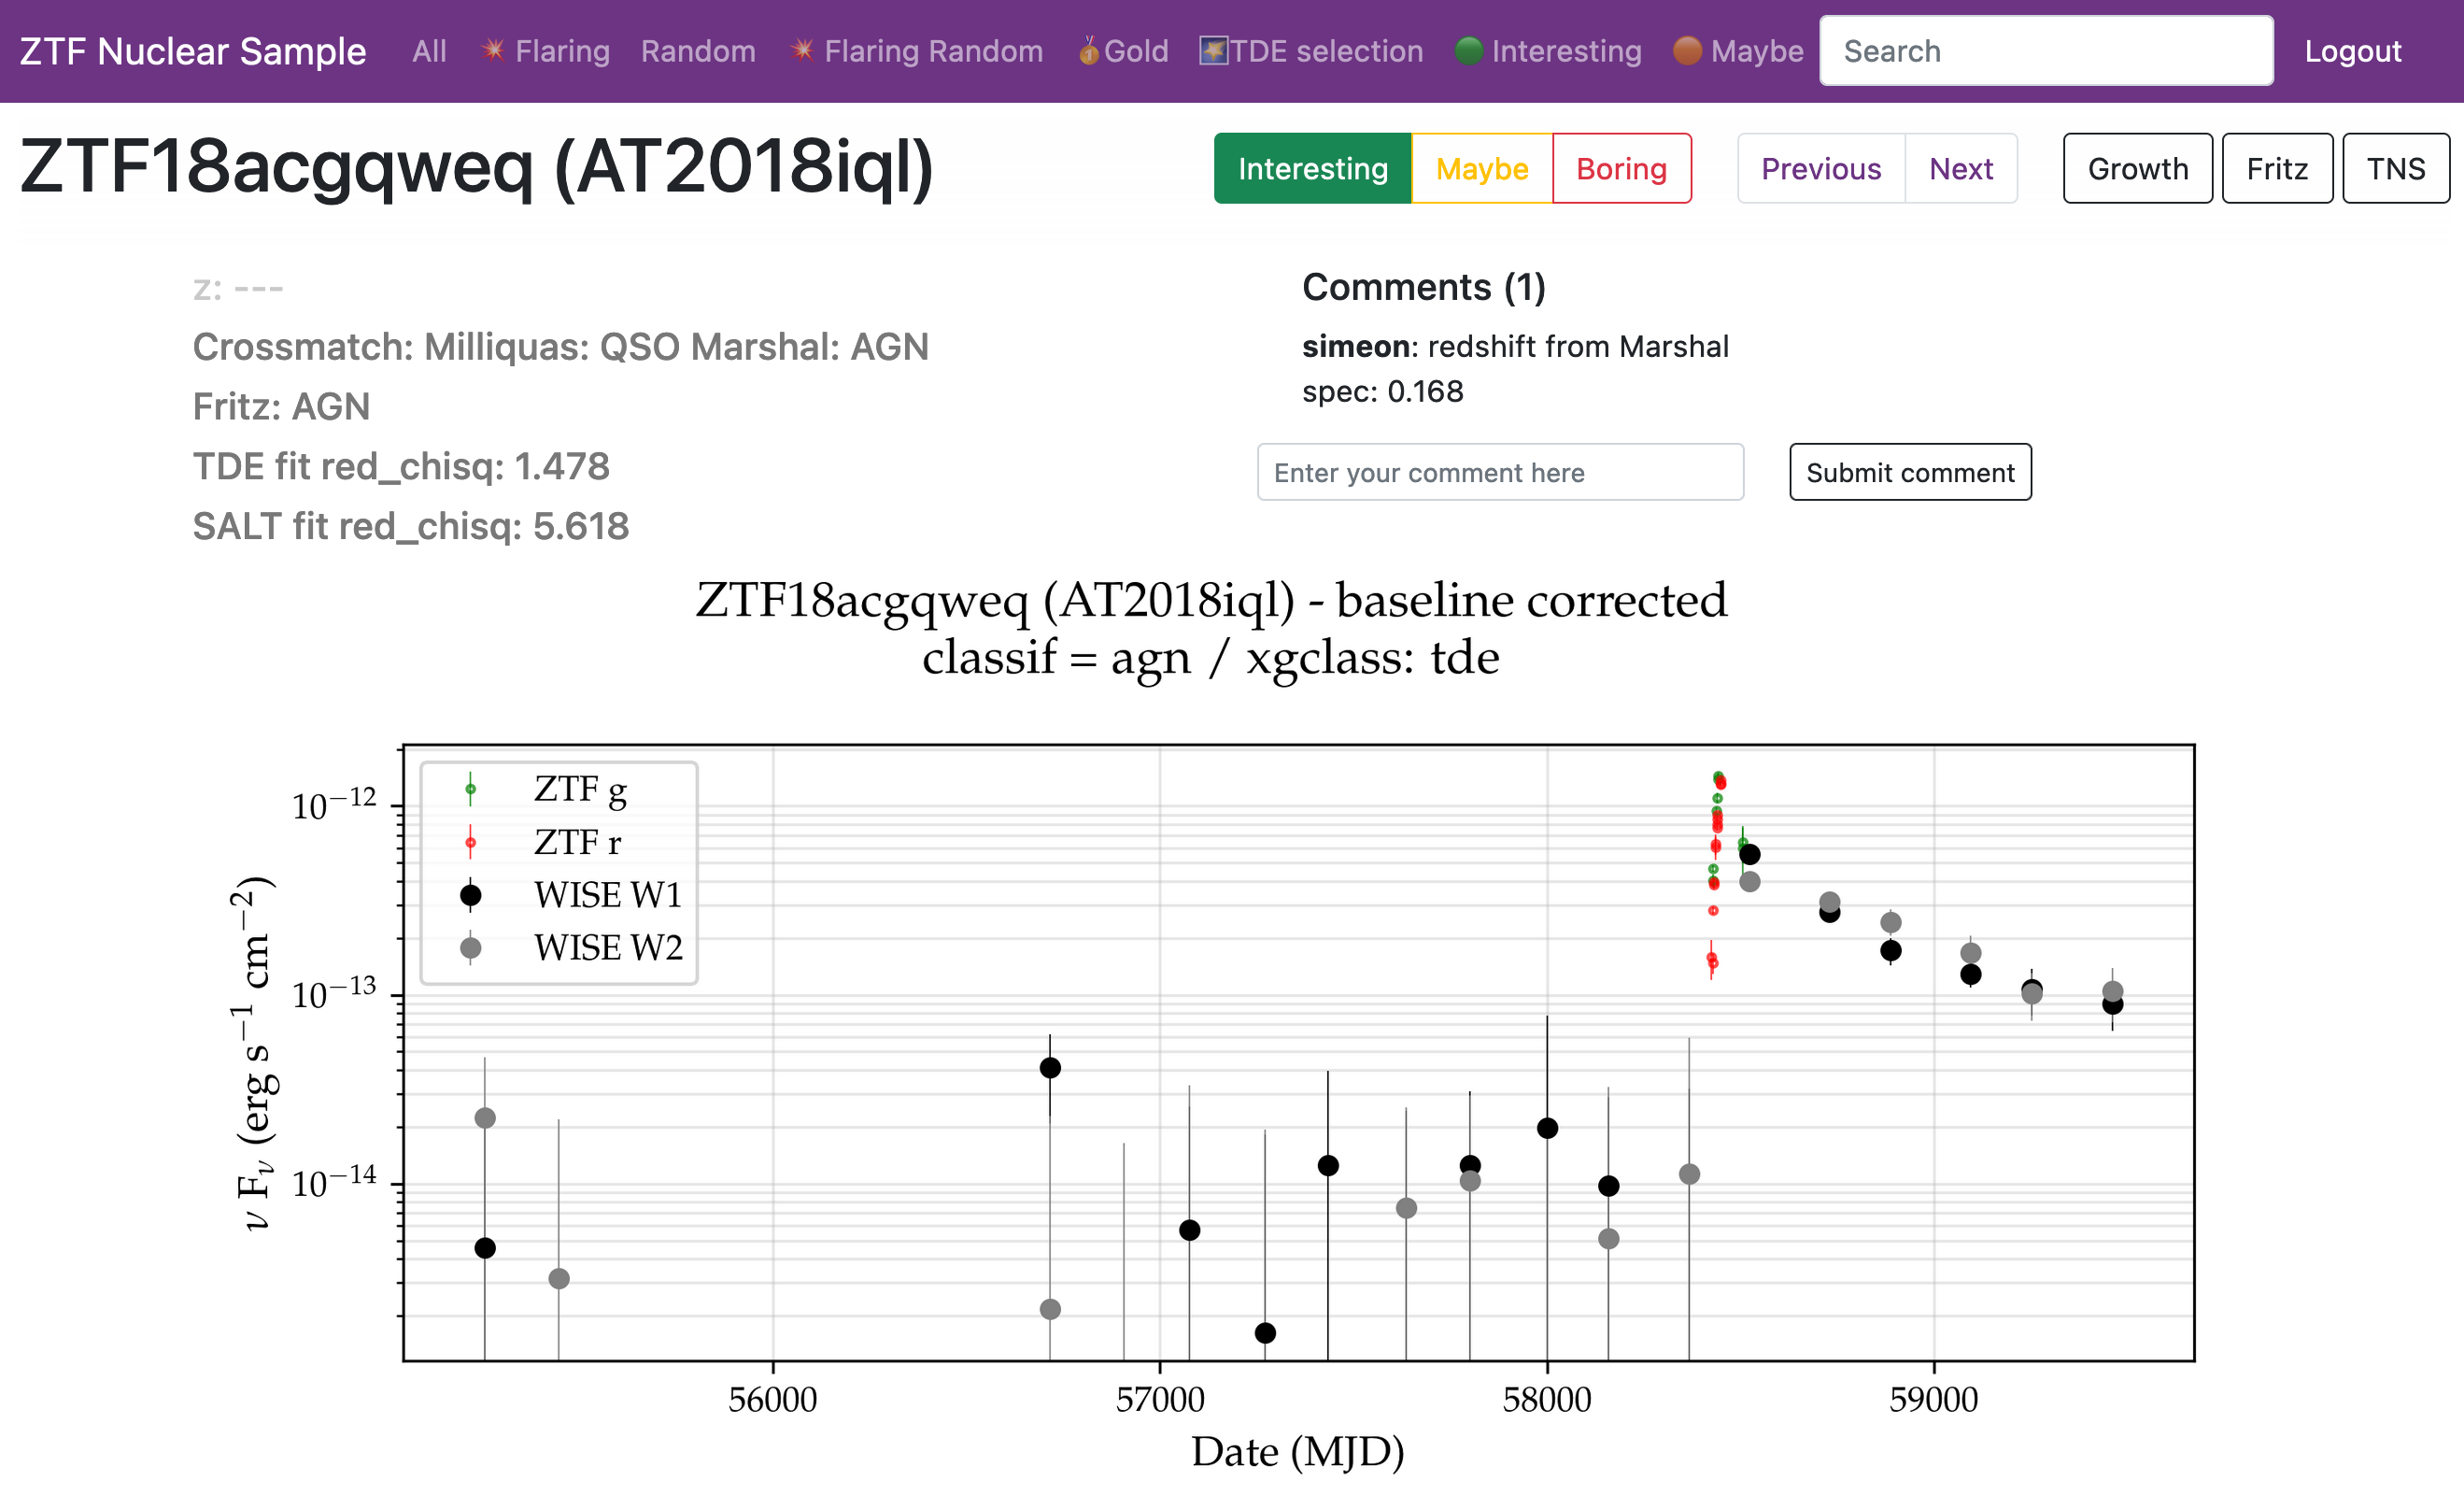 ZTF Nuclear Sample All 💥 Flaring Random 💥 Flaring Random 🏅Gold 🌠TDE selection 🟢 Interesting 🟠 Maybe Search Logout
ZTF18acgqweq (AT2018iql) Interesting Maybe Boring Previous Next Growth Fritz TNS
z: ---
Crossmatch: Milliquas: QSO Marshal: AGN
Fritz: AGN
TDE fit red_chisq: 1.478
SALT fit red_chisq: 5.618
Comments (1)
simeon: redshift from Marshal
spec: 0.168
Enter your comment here Submit comment
ZTF18acgqweq (AT2018iql) - baseline corrected
classif = agn / xgclass: tde
ZTF g
ZTF r
WISE W1
WISE W2
10⁻¹²
10⁻¹³
10⁻¹⁴
ν Fᵥ (erg s⁻¹ cm⁻²)
56000 57000 58000 59000
Date (MJD)